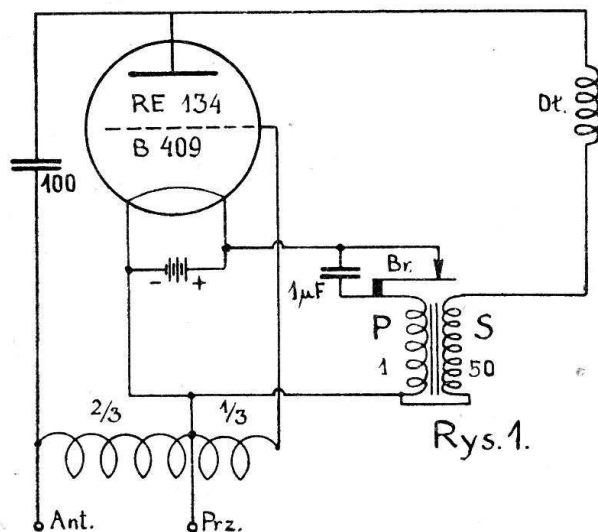 RE 134
B 409
Dł.
100
- +
1μF
Br.
P
S
1
50
2/3
1/3
Rys. 1.
Ant.
Prz.